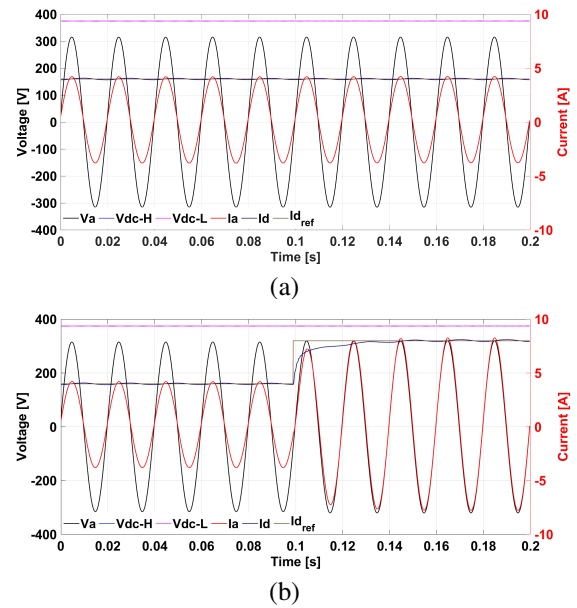 400
300
200
100
0
-100
-200
-300
-400
Voltage [V]
10
5
0
-5
-10
Current [A]
Va Vdc-H Vdc-L Ia Id Id_ref
0 0.02 0.04 0.06 0.08 0.1 0.12 0.14 0.16 0.18 0.2
Time [s]
(a)
400
200
0
-200
-400
Voltage [V]
10
5
0
-5
-10
Current [A]
Va Vdc-H Vdc-L Ia Id Id_ref
0 0.02 0.04 0.06 0.08 0.1 0.12 0.14 0.16 0.18 0.2
Time [s]
(b)